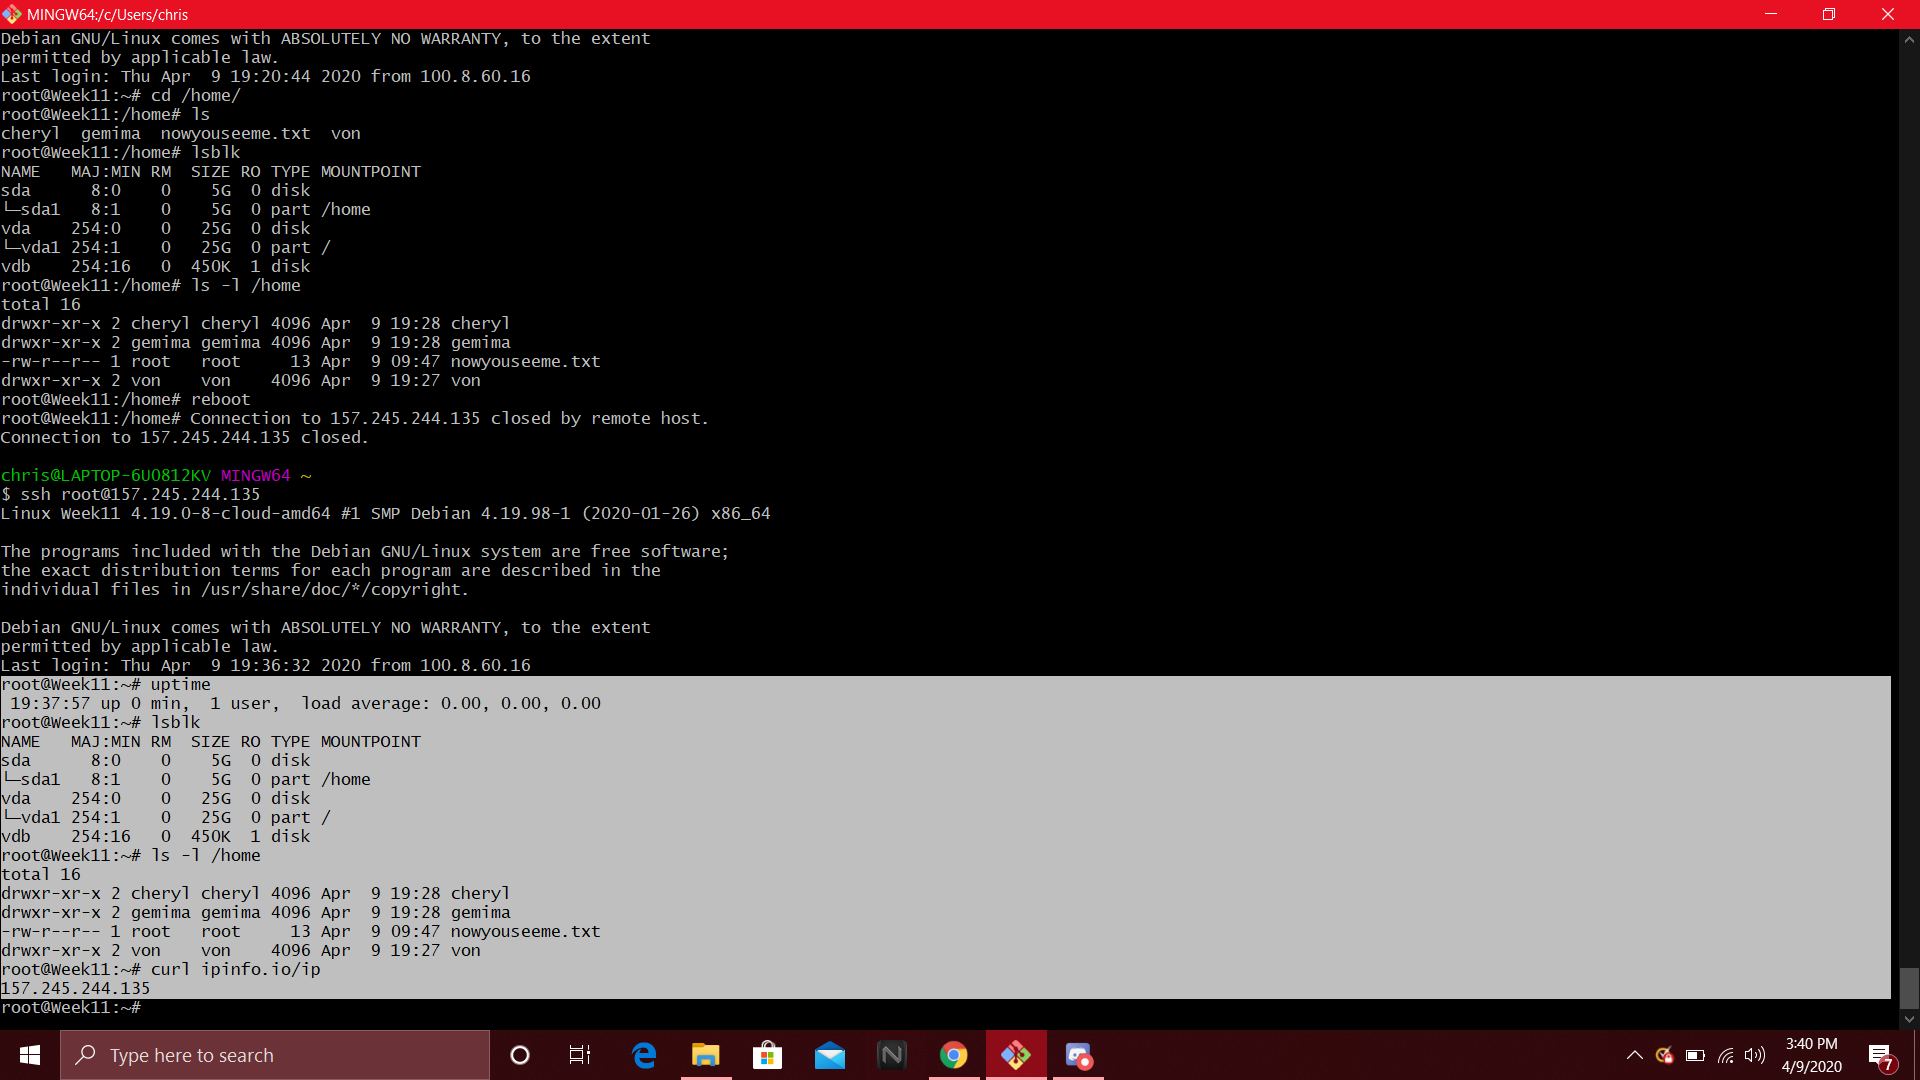 MINGW64:/c/Users/chris
Debian GNU/Linux comes with ABSOLUTELY NO WARRANTY, to the extent
permitted by applicable law.
Last login: Thu Apr  9 19:20:44 2020 from 100.8.60.16
root@Week11:~# cd /home/
root@Week11:/home# ls
cheryl  gemima  nowyouseeme.txt  von
root@Week11:/home# lsblk
NAME   MAJ:MIN RM  SIZE RO TYPE MOUNTPOINT
sda      8:0    0    5G  0 disk
└─sda1   8:1    0    5G  0 part /home
vda    254:0    0   25G  0 disk
└─vda1 254:1    0   25G  0 part /
vdb    254:16   0  450K  1 disk
root@Week11:/home# ls -l /home
total 16
drwxr-xr-x 2 cheryl cheryl 4096 Apr  9 19:28 cheryl
drwxr-xr-x 2 gemima gemima 4096 Apr  9 19:28 gemima
-rw-r--r-- 1 root   root     13 Apr  9 09:47 nowyouseeme.txt
drwxr-xr-x 2 von    von    4096 Apr  9 19:27 von
root@Week11:/home# reboot
root@Week11:/home# Connection to 157.245.244.135 closed by remote host.
Connection to 157.245.244.135 closed.
chris@LAPTOP-6UO812KV MINGW64 ~
$ ssh root@157.245.244.135
Linux Week11 4.19.0-8-cloud-amd64 #1 SMP Debian 4.19.98-1 (2020-01-26) x86_64
The programs included with the Debian GNU/Linux system are free software;
the exact distribution terms for each program are described in the
individual files in /usr/share/doc/*/copyright.
Debian GNU/Linux comes with ABSOLUTELY NO WARRANTY, to the extent
permitted by applicable law.
Last login: Thu Apr  9 19:36:32 2020 from 100.8.60.16
root@Week11:~# uptime
 19:37:57 up 0 min,  1 user,  load average: 0.00, 0.00, 0.00
root@Week11:~# lsblk
NAME   MAJ:MIN RM  SIZE RO TYPE MOUNTPOINT
sda      8:0    0    5G  0 disk
└─sda1   8:1    0    5G  0 part /home
vda    254:0    0   25G  0 disk
└─vda1 254:1    0   25G  0 part /
vdb    254:16   0  450K  1 disk
root@Week11:~# ls -l /home
total 16
drwxr-xr-x 2 cheryl cheryl 4096 Apr  9 19:28 cheryl
drwxr-xr-x 2 gemima gemima 4096 Apr  9 19:28 gemima
-rw-r--r-- 1 root   root     13 Apr  9 09:47 nowyouseeme.txt
drwxr-xr-x 2 von    von    4096 Apr  9 19:27 von
root@Week11:~# curl ipinfo.io/ip
157.245.244.135
root@Week11:~#
Type here to search
3:40 PM
4/9/2020
7